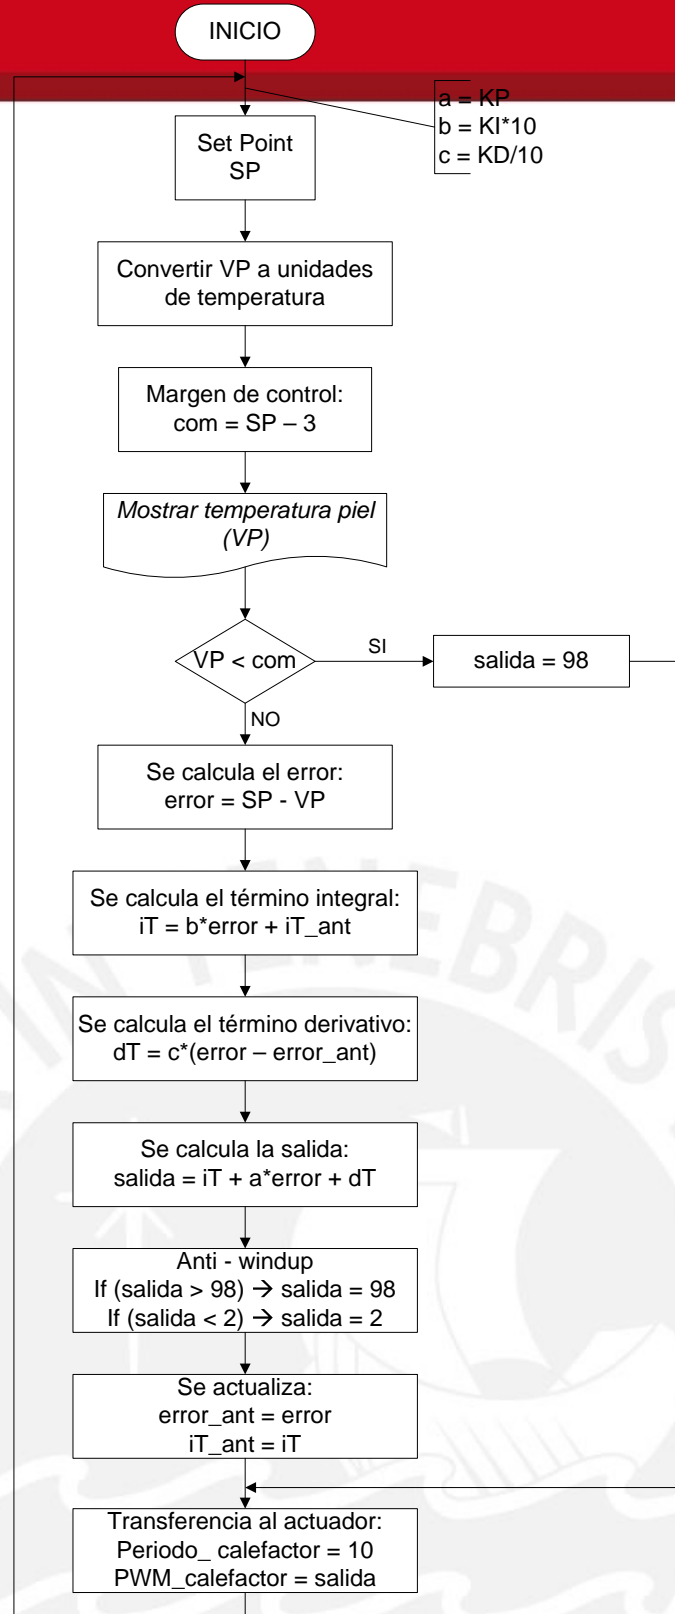 INICIO
a = KP
b = KI*10
c = KD/10
Set Point
SP
Convertir VP a unidades
de temperatura
Margen de control:
com = SP – 3
Mostrar temperatura piel
(VP)
VP < com
SI
salida = 98
NO
Se calcula el error:
error = SP - VP
Se calcula el término integral:
iT = b*error + iT_ant
Se calcula el término derivativo:
dT = c*(error – error_ant)
Se calcula la salida:
salida = iT + a*error + dT
Anti - windup
If (salida > 98) → salida = 98
If (salida < 2) → salida = 2
Se actualiza:
error_ant = error
iT_ant = iT
Transferencia al actuador:
Periodo_ calefactor = 10
PWM_calefactor = salida
IN TENEBRIS